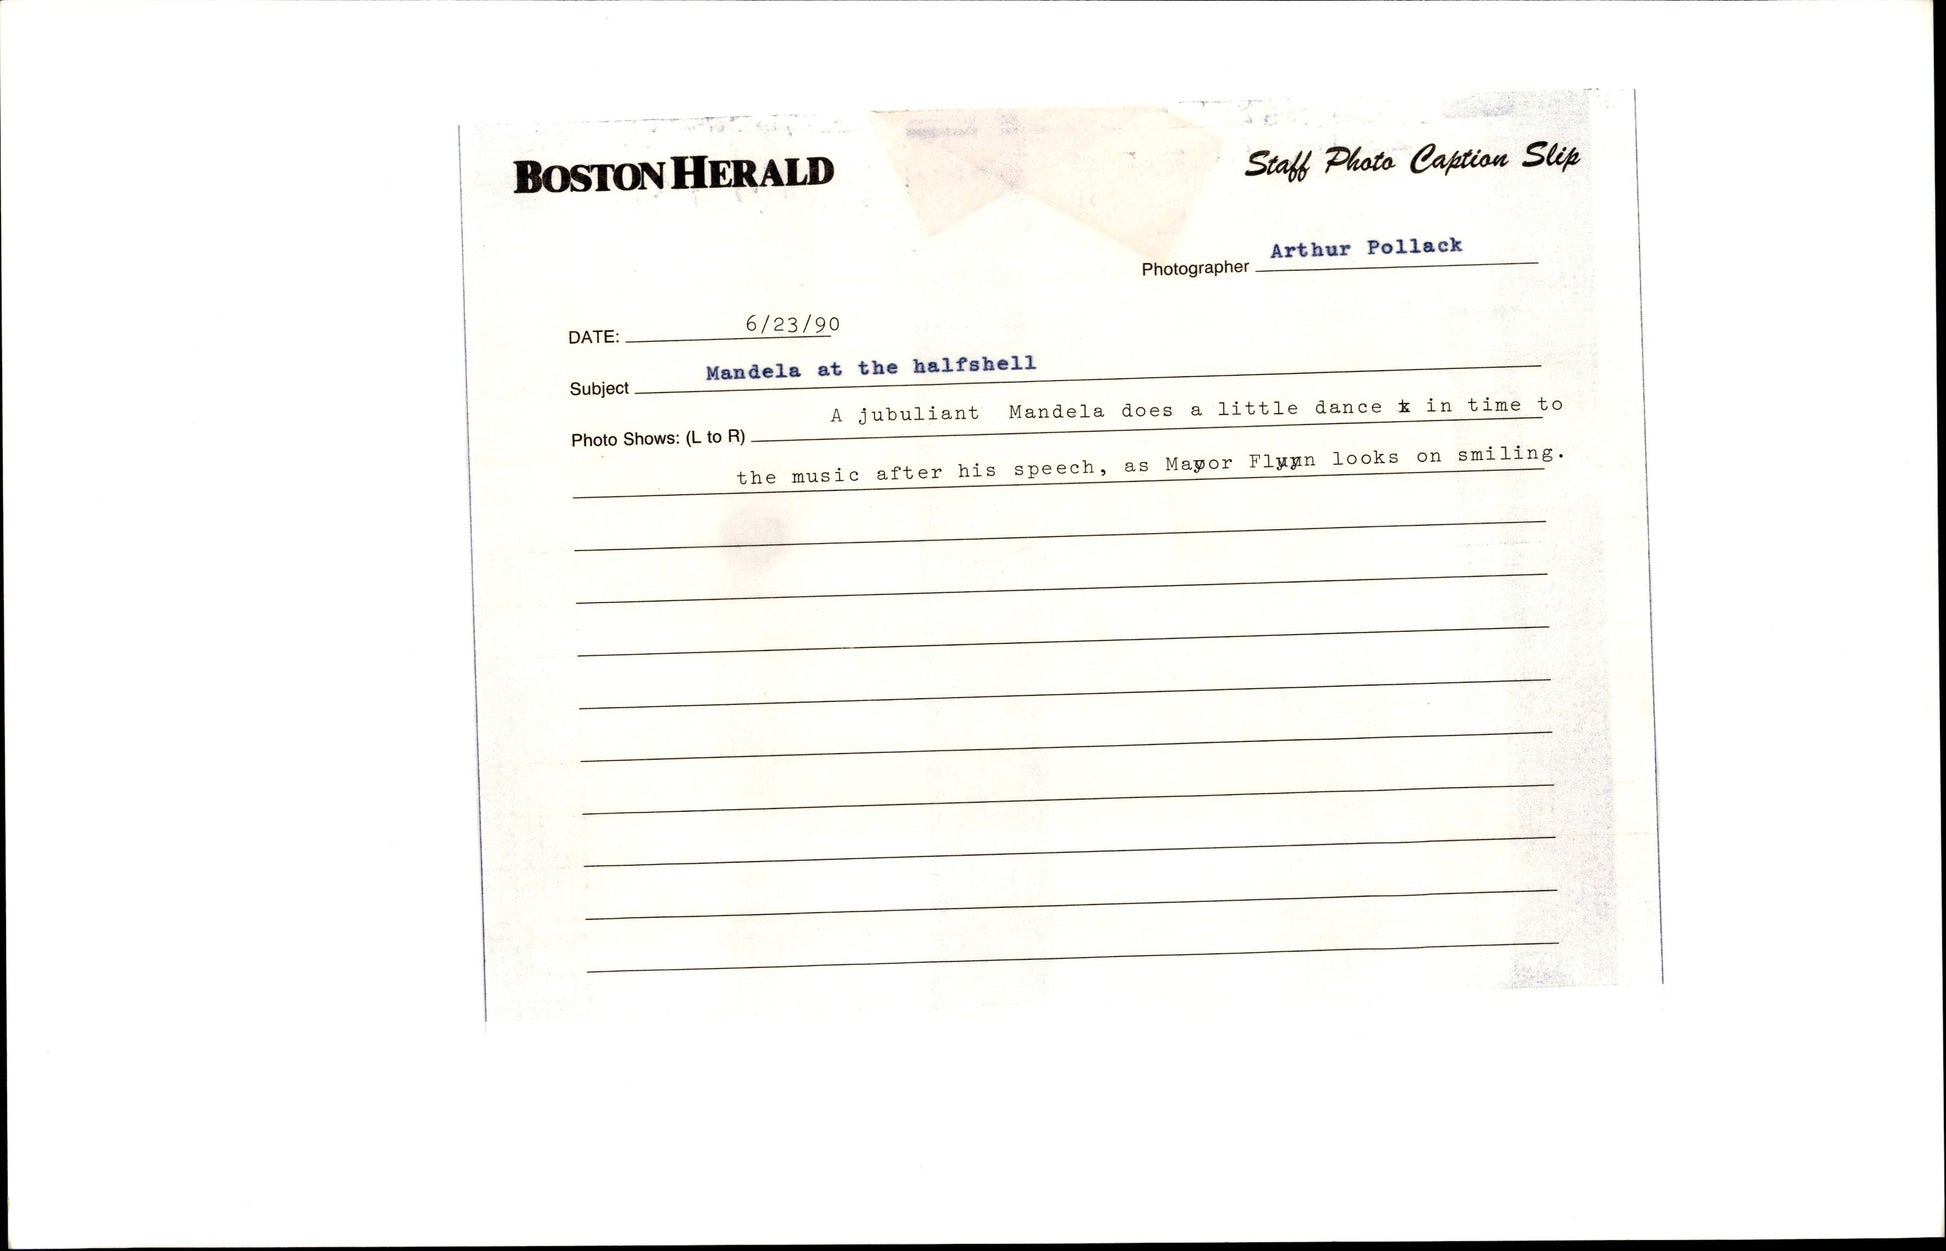 BOSTON HERALD
Staff Photo Caption Slip
Photographer Arthur Pollack
DATE: 6/23/90
Subject Mandela at the halfshell
Photo Shows: (L to R) A jubuliant Mandela does a little dance in time to
the music after his speech, as Mayor Flyyn looks on smiling.